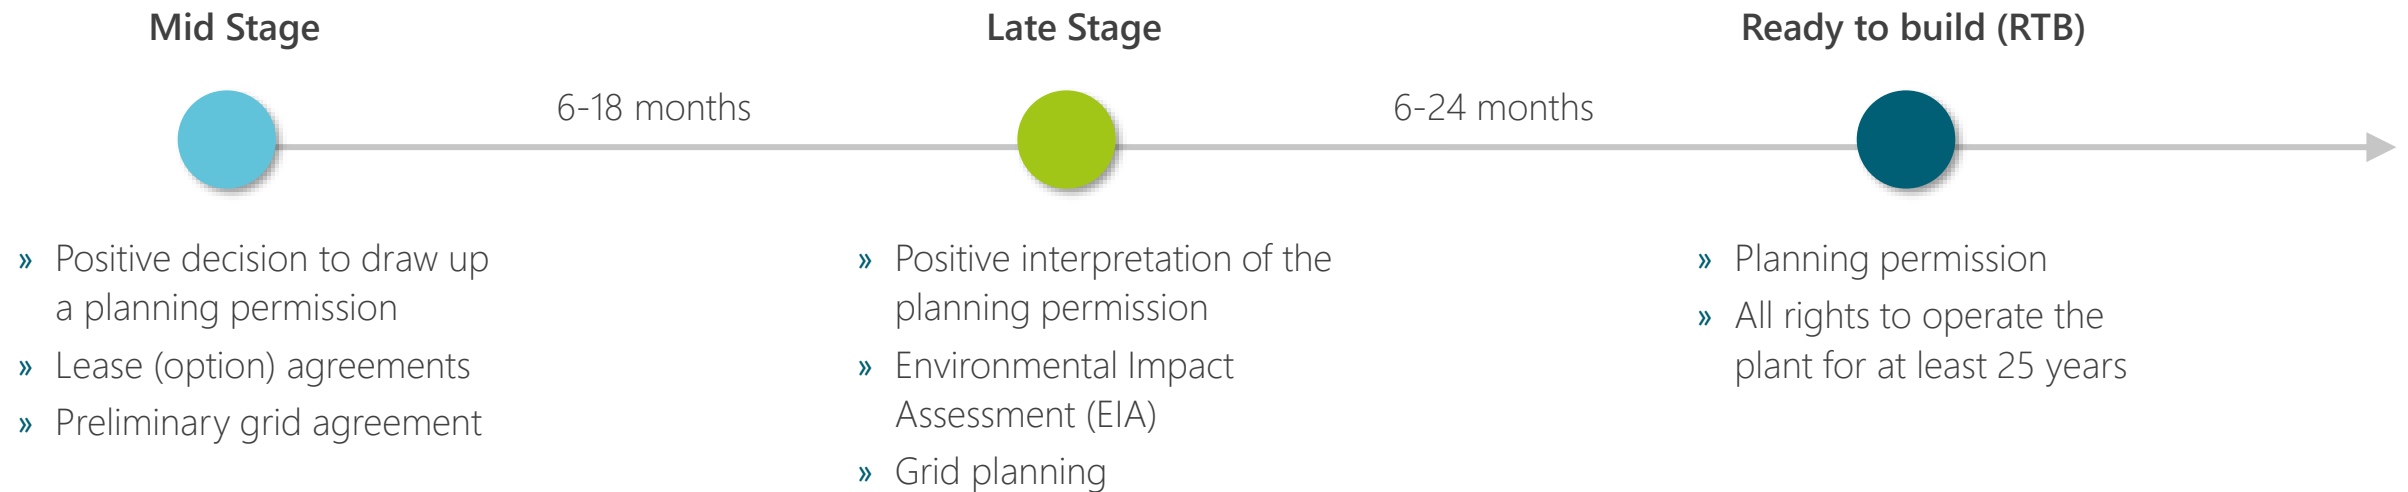 Mid Stage
Late Stage
Ready to build (RTB)
6-18 months
6-24 months
» Positive decision to draw up
a planning permission
» Lease (option) agreements
» Preliminary grid agreement
» Positive interpretation of the
planning permission
» Environmental Impact
Assessment (EIA)
» Grid planning
» Planning permission
» All rights to operate the
plant for at least 25 years